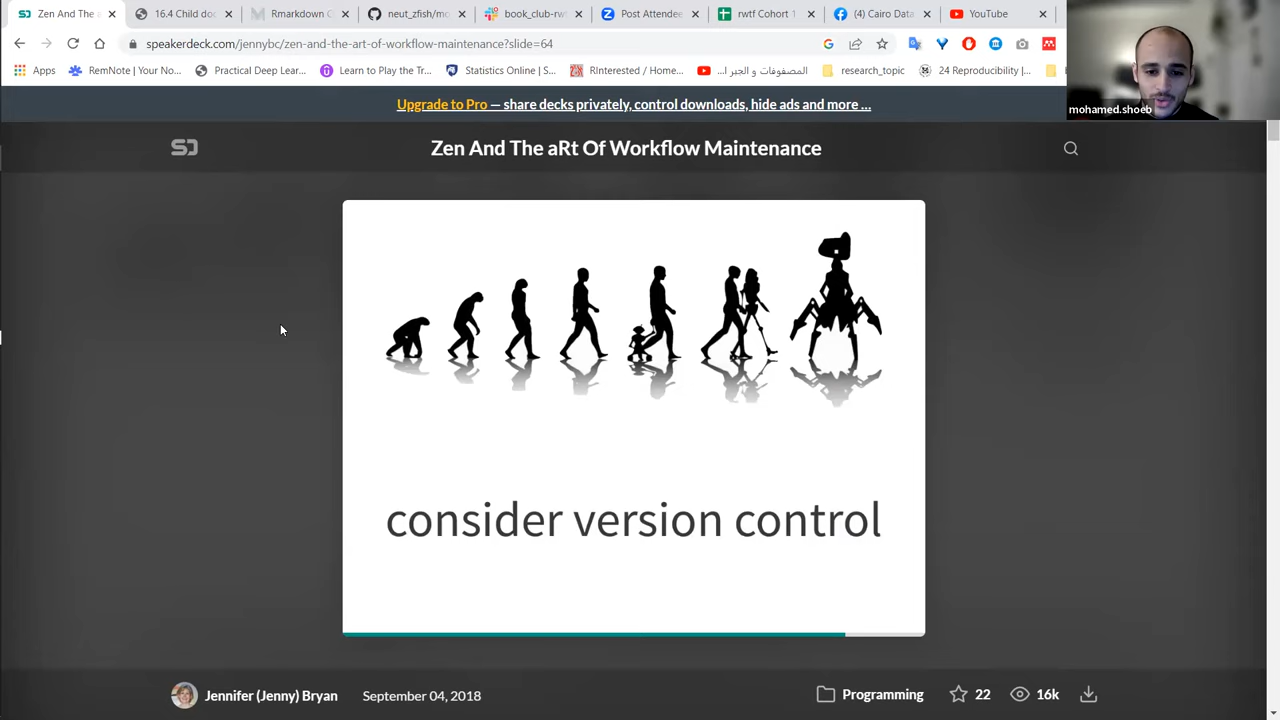 Zen And The a
16.4 Child doc
Rmarkdown C
neut_zfish/mo
book_club-rw
Post Attendee
rwtf Cohort 1
(4) Cairo Data
YouTube
speakerdeck.com/jennybc/zen-and-the-art-of-workflow-maintenance?slide=64
Apps
RemNote | Your No...
Practical Deep Lear...
Learn to Play the Tr...
Statistics Online | S...
RInterested / Home...
المصفوفات و الجبر ا...
research_topic
24 Reproducibility |...
mohamed.shoeb
Upgrade to Pro — share decks privately, control downloads, hide ads and more …
Zen And The aRt Of Workflow Maintenance
consider version control
Jennifer (Jenny) Bryan
September 04, 2018
Programming
22
16k